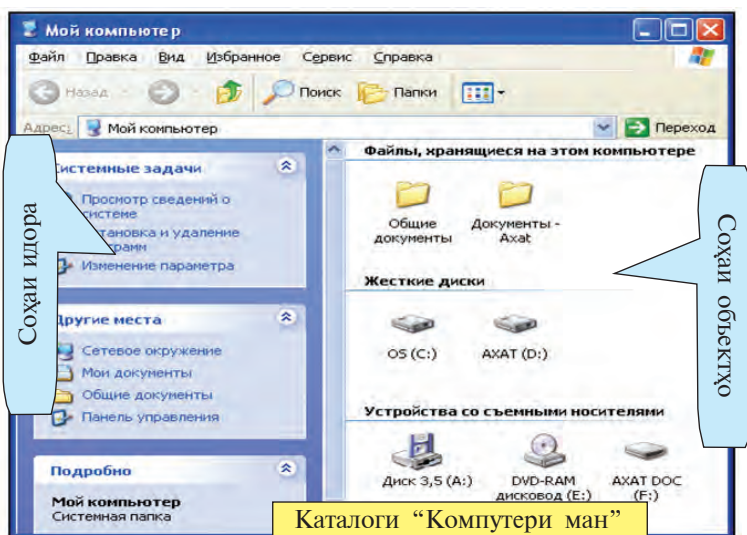 Мой компьютер
Файл Правка Вид Избранное Сервис Справка
Назад Поиск Папки
Адрес: Мой компьютер Переход
Системные задачи
Просмотр сведений о
системе
Установка и удаление
программ
Изменение параметра
Другие места
Сетевое окружение
Мои документы
Общие документы
Панель управления
Подробно
Мой компьютер
Системная папка
Файлы, хранящиеся на этом компьютере
Общие
документы
Документы -
Axat
Жесткие диски
OS (C:) AXAT (D:)
Устройства со съемными носителями
Диск 3,5 (A:)
DVD-RAM
дисковод (E:)
AXAT DOC
(F:)
Соҳаи идора
Соҳаи объектҳо
Каталоги “Компутери ман”